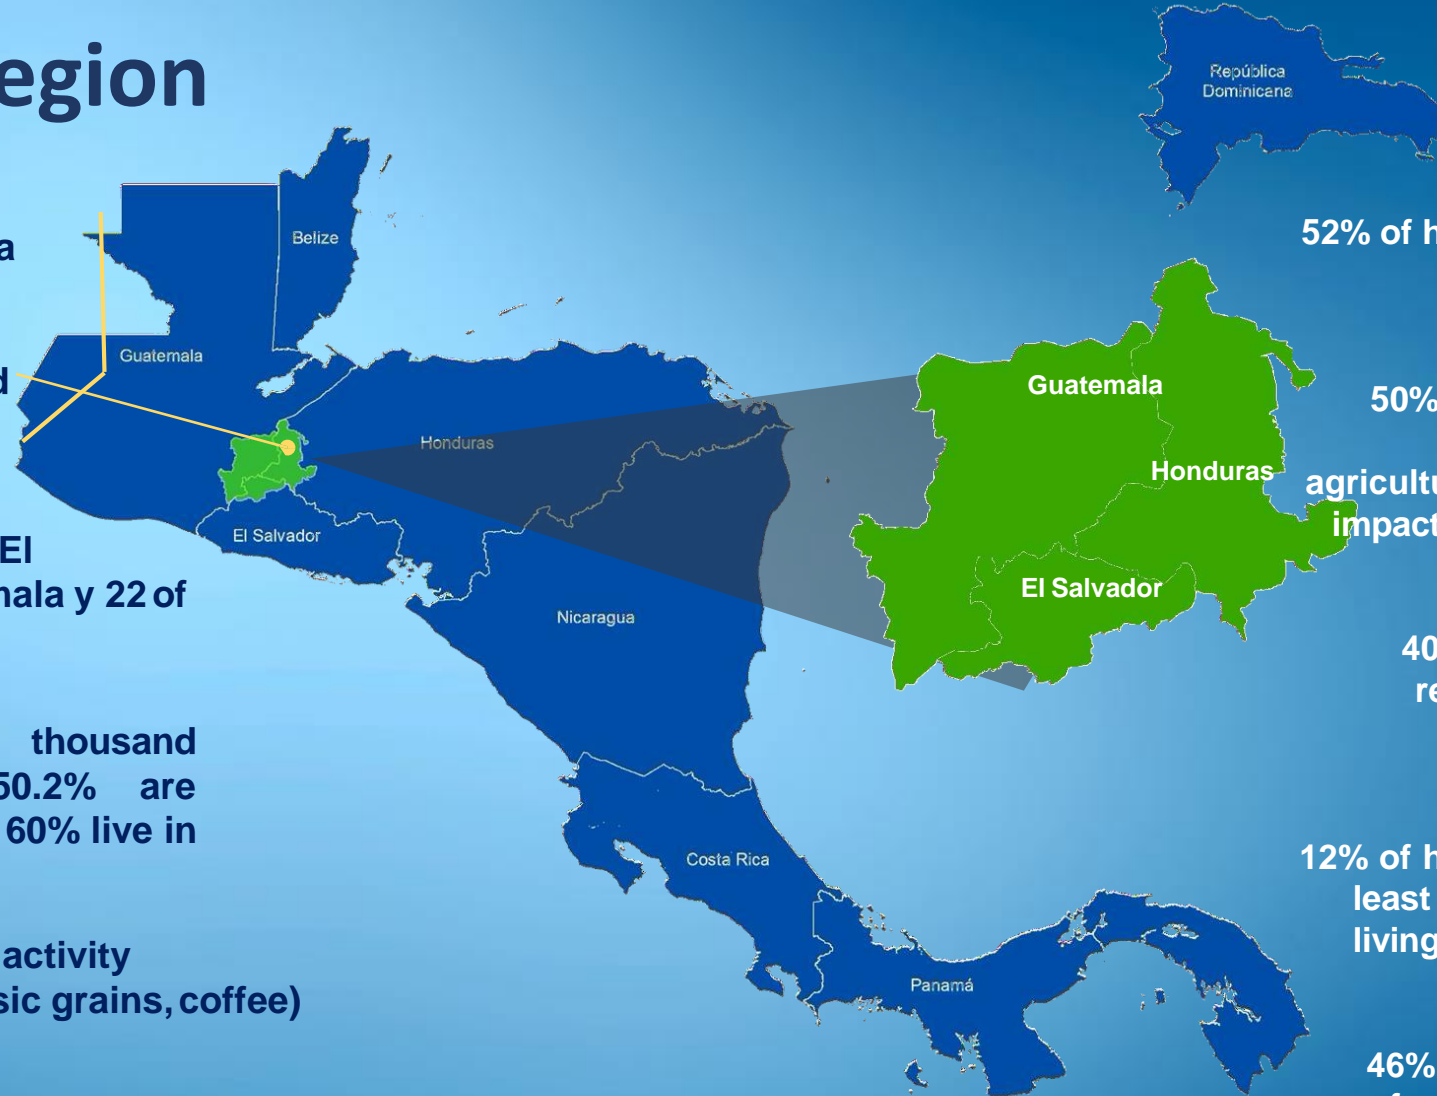 egion
a
d
El
nala y 22 of
thousand
50.2% are
60% live in
activity
sic grains, coffee)
República
Dominicana
Belize
Guatemala
Honduras
El Salvador
Nicaragua
Costa Rica
Panamá
Guatemala
Honduras
El Salvador
52% of h
50%
agricultu
impact
40
re
12% of h
least
living
46%